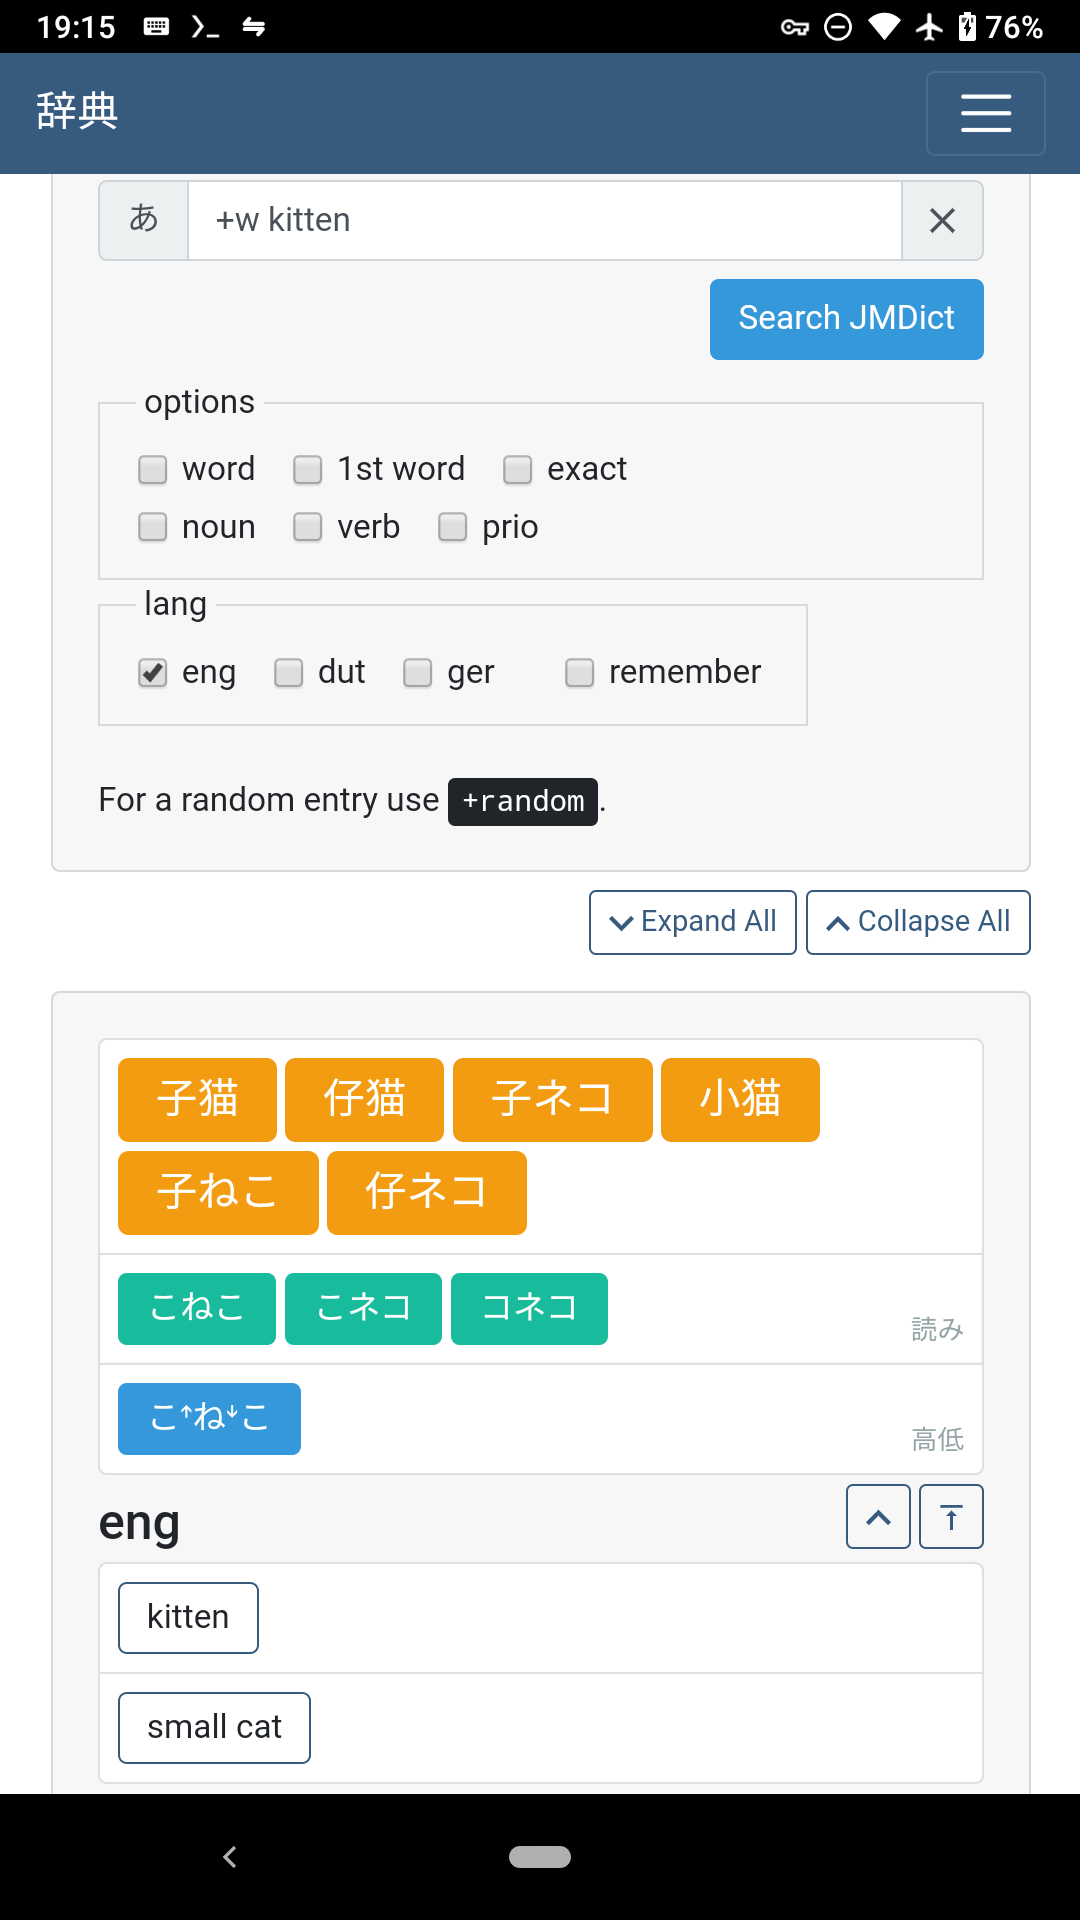 19:15 76%
辞典
あ +w kitten
Search JMDict
options
word 1st word exact
noun verb prio
lang
eng dut ger remember
For a random entry use +random.
Expand All Collapse All
子猫 仔猫 子ネコ 小猫
子ねこ 仔ネコ
こねこ こネコ コネコ 読み
こ↑ね↓こ 高低
eng
kitten
small cat